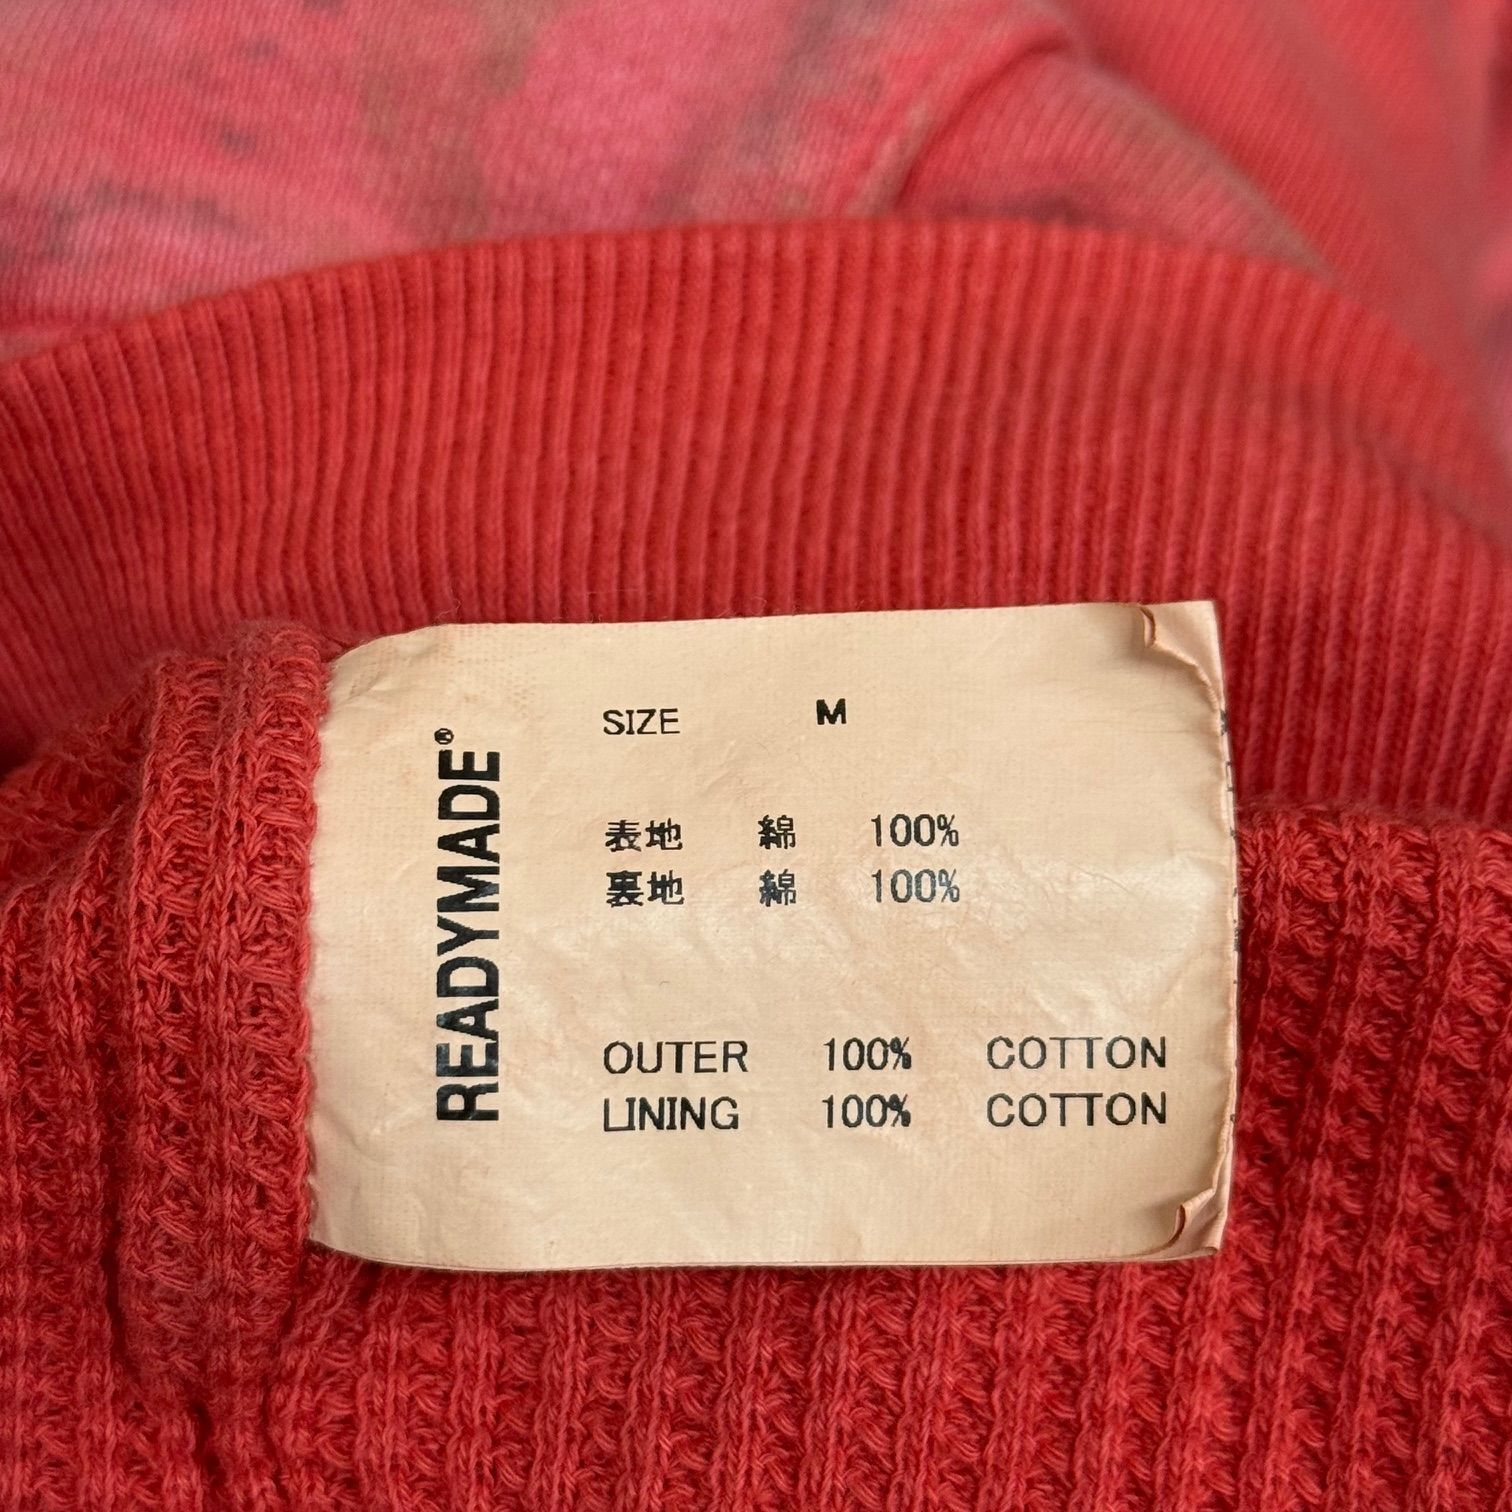 READYMADE®
SIZE M
表地 綿 100%
裏地 綿 100%
OUTER 100% COTTON
LINING 100% COTTON